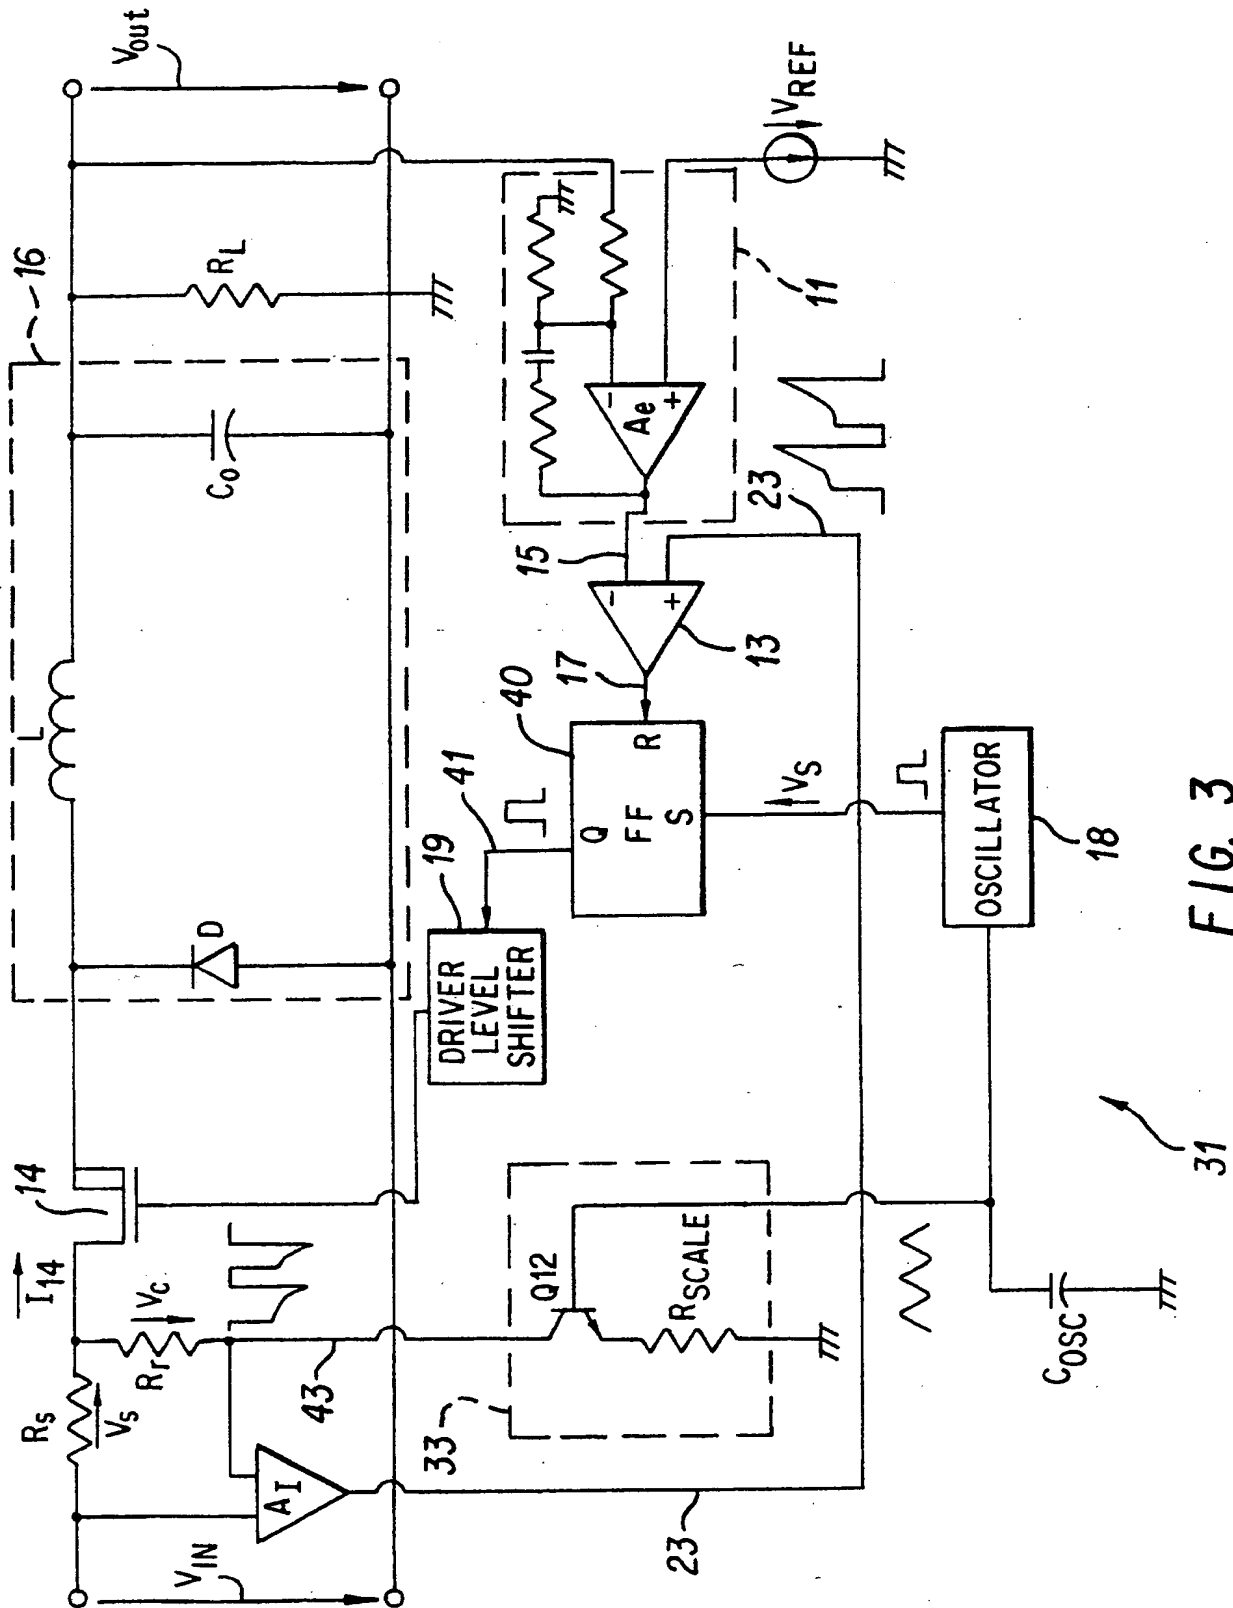 V_IN
V_out
R_s
V_s
A_I
R_r
V_C
I_14
14
43
L
16
D
C_O
R_L
33
Q12
R_SCALE
DRIVER
LEVEL
SHIFTER
19
41
40
Q
FF
S
R
17
13
-
+
15
A_e
-
+
11
V_REF
23
23
V_S
OSCILLATOR
18
C_OSC
31
FIG. 3